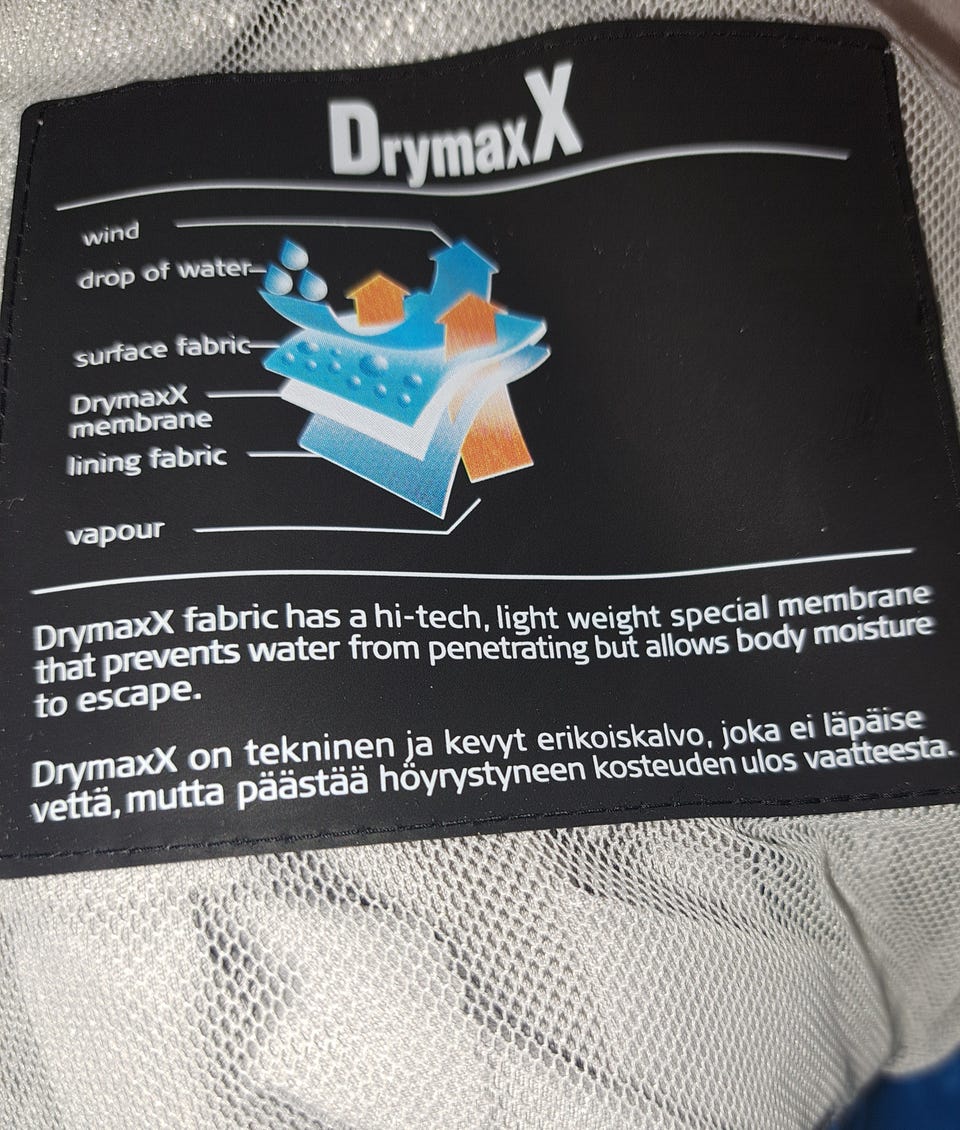 DrymaxX
wind
drop of water
surface fabric
DrymaxX
membrane
lining fabric
vapour
DrymaxX fabric has a hi-tech, light weight special membrane
that prevents water from penetrating but allows body moisture
to escape.
DrymaxX on tekninen ja kevyt erikoiskalvo, joka ei läpäise
vettä, mutta päästää höyrystyneen kosteuden ulos vaatteesta.